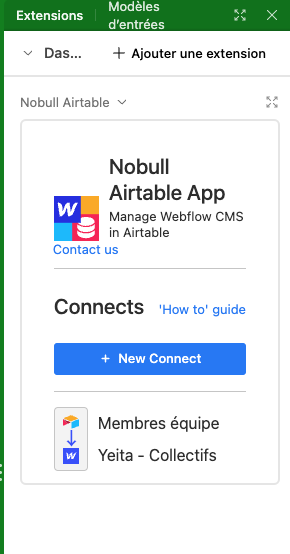 Extensions
Modèles
d'entrées
Das...
+ Ajouter une extension
Nobull Airtable
Nobull
Airtable App
Manage Webflow CMS
in Airtable
Contact us
Connects
'How to' guide
+ New Connect
Membres équipe
Yeita - Collectifs